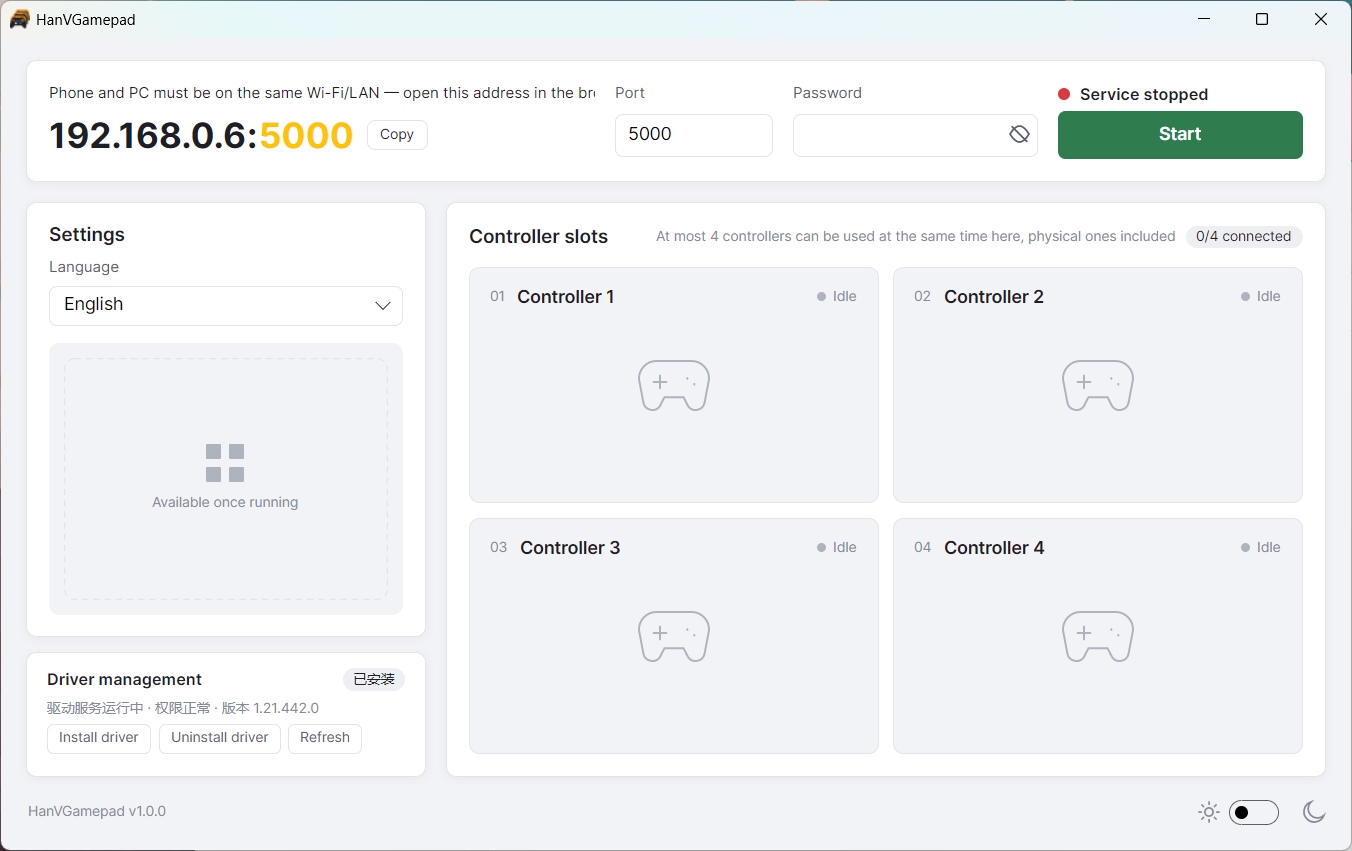 HanVGamepad
Phone and PC must be on the same Wi-Fi/LAN — open this address in the br
192.168.0.6:5000
Copy
Port
5000
Password
Service stopped
Start
Settings
Language
English
Available once running
Driver management
已安装
驱动服务运行中 · 权限正常 · 版本 1.21.442.0
Install driver
Uninstall driver
Refresh
Controller slots
At most 4 controllers can be used at the same time here, physical ones included
0/4 connected
01 Controller 1
Idle
02 Controller 2
Idle
03 Controller 3
Idle
04 Controller 4
Idle
HanVGamepad v1.0.0